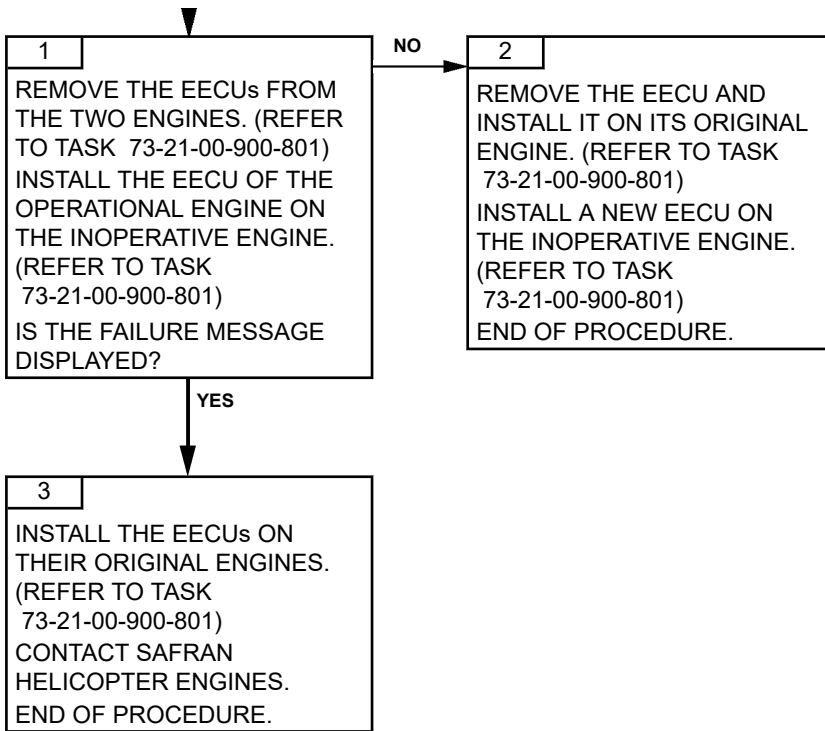 1
REMOVE THE EECUs FROM
THE TWO ENGINES. (REFER
TO TASK 73-21-00-900-801)
INSTALL THE EECU OF THE
OPERATIONAL ENGINE ON
THE INOPERATIVE ENGINE.
(REFER TO TASK
73-21-00-900-801)
IS THE FAILURE MESSAGE
DISPLAYED?
NO
2
REMOVE THE EECU AND
INSTALL IT ON ITS ORIGINAL
ENGINE. (REFER TO TASK
73-21-00-900-801)
INSTALL A NEW EECU ON
THE INOPERATIVE ENGINE.
(REFER TO TASK
73-21-00-900-801)
END OF PROCEDURE.
YES
3
INSTALL THE EECUs ON
THEIR ORIGINAL ENGINES.
(REFER TO TASK
73-21-00-900-801)
CONTACT SAFRAN
HELICOPTER ENGINES.
END OF PROCEDURE.